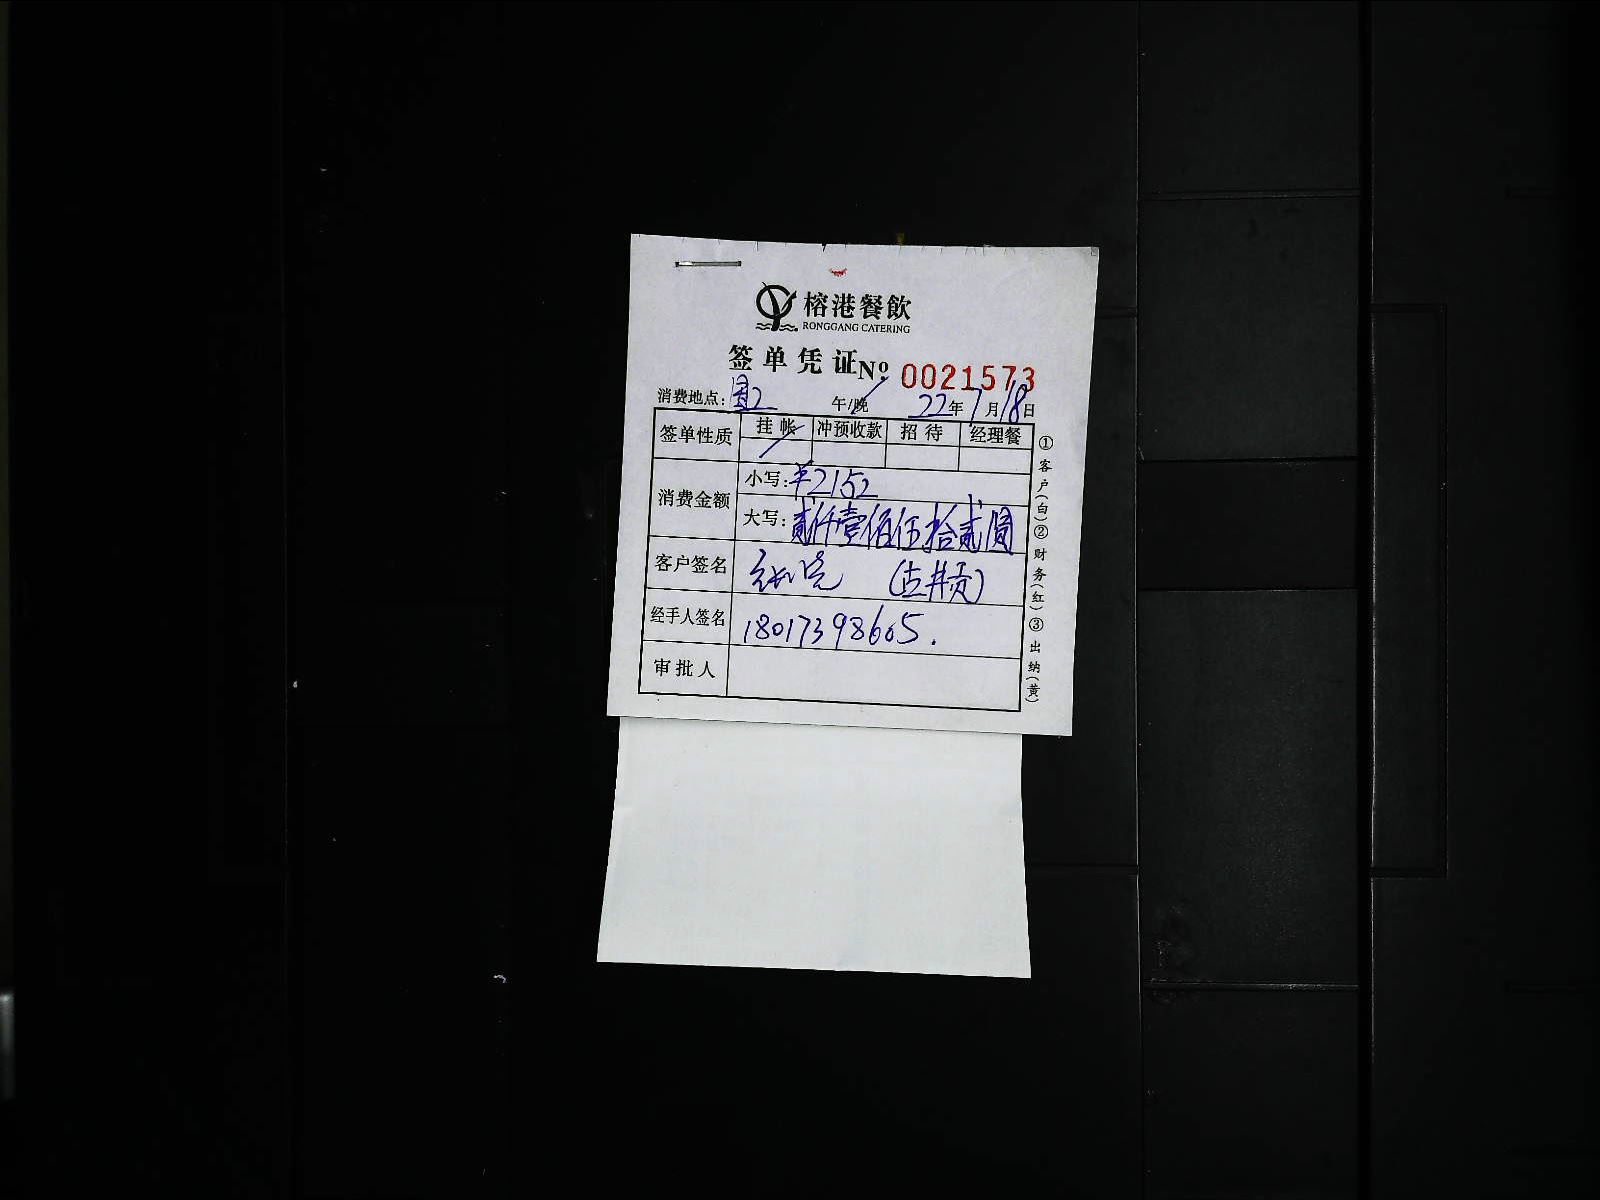 榕港餐飲
RONGGANG CATERING
签单凭证 Nº 0021573
消费地点: 午/晚 22年7月18日
签单性质 挂帐 冲预收款 招待 经理餐
消费金额 小写:¥2152
大写:贰仟壹佰伍拾贰圆
客户签名 (古井贡)
经手人签名 18017398605.
审批人
①客户(白)②财务(红)③出纳(黄)